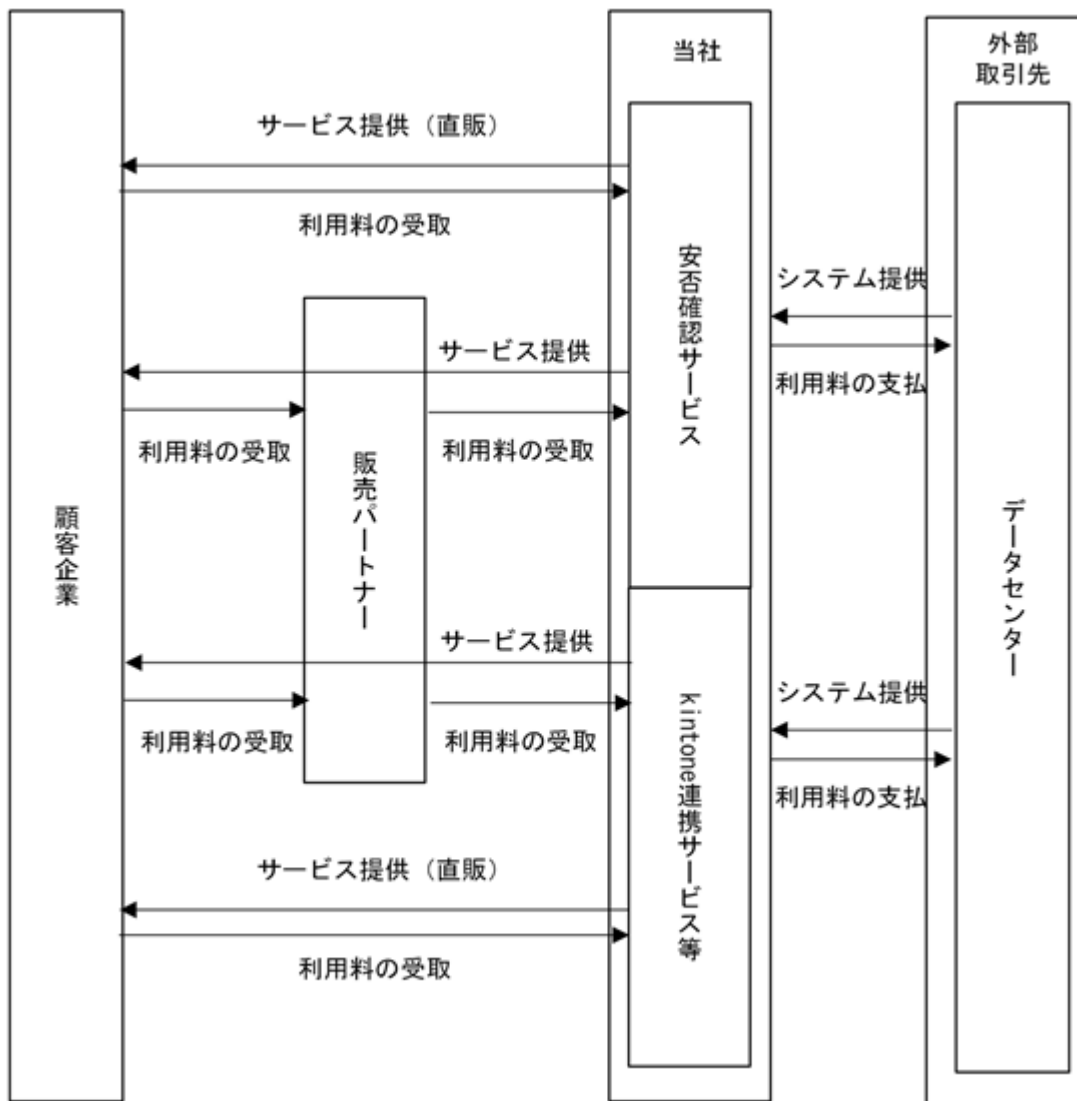 当社
外部
取引先
サービス提供（直販）
利用料の受取
安否確認サービス
システム提供
利用料の支払
サービス提供
利用料の受取
利用料の受取
販売パートナー
顧客企業
データセンター
サービス提供
利用料の受取
利用料の受取
kintone連携サービス等
システム提供
利用料の支払
サービス提供（直販）
利用料の受取